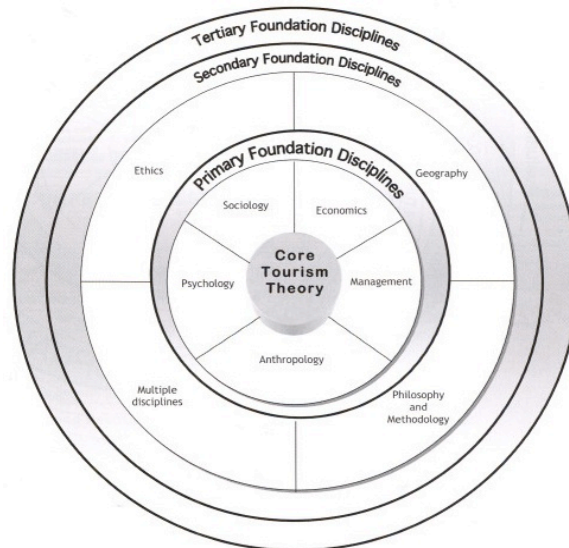 Tertiary Foundation Disciplines
Secondary Foundation Disciplines
Ethics
Geography
Primary Foundation Disciplines
Sociology
Economics
Core
Tourism
Theory
Psychology
Management
Anthropology
Multiple
disciplines
Philosophy
and
Methodology